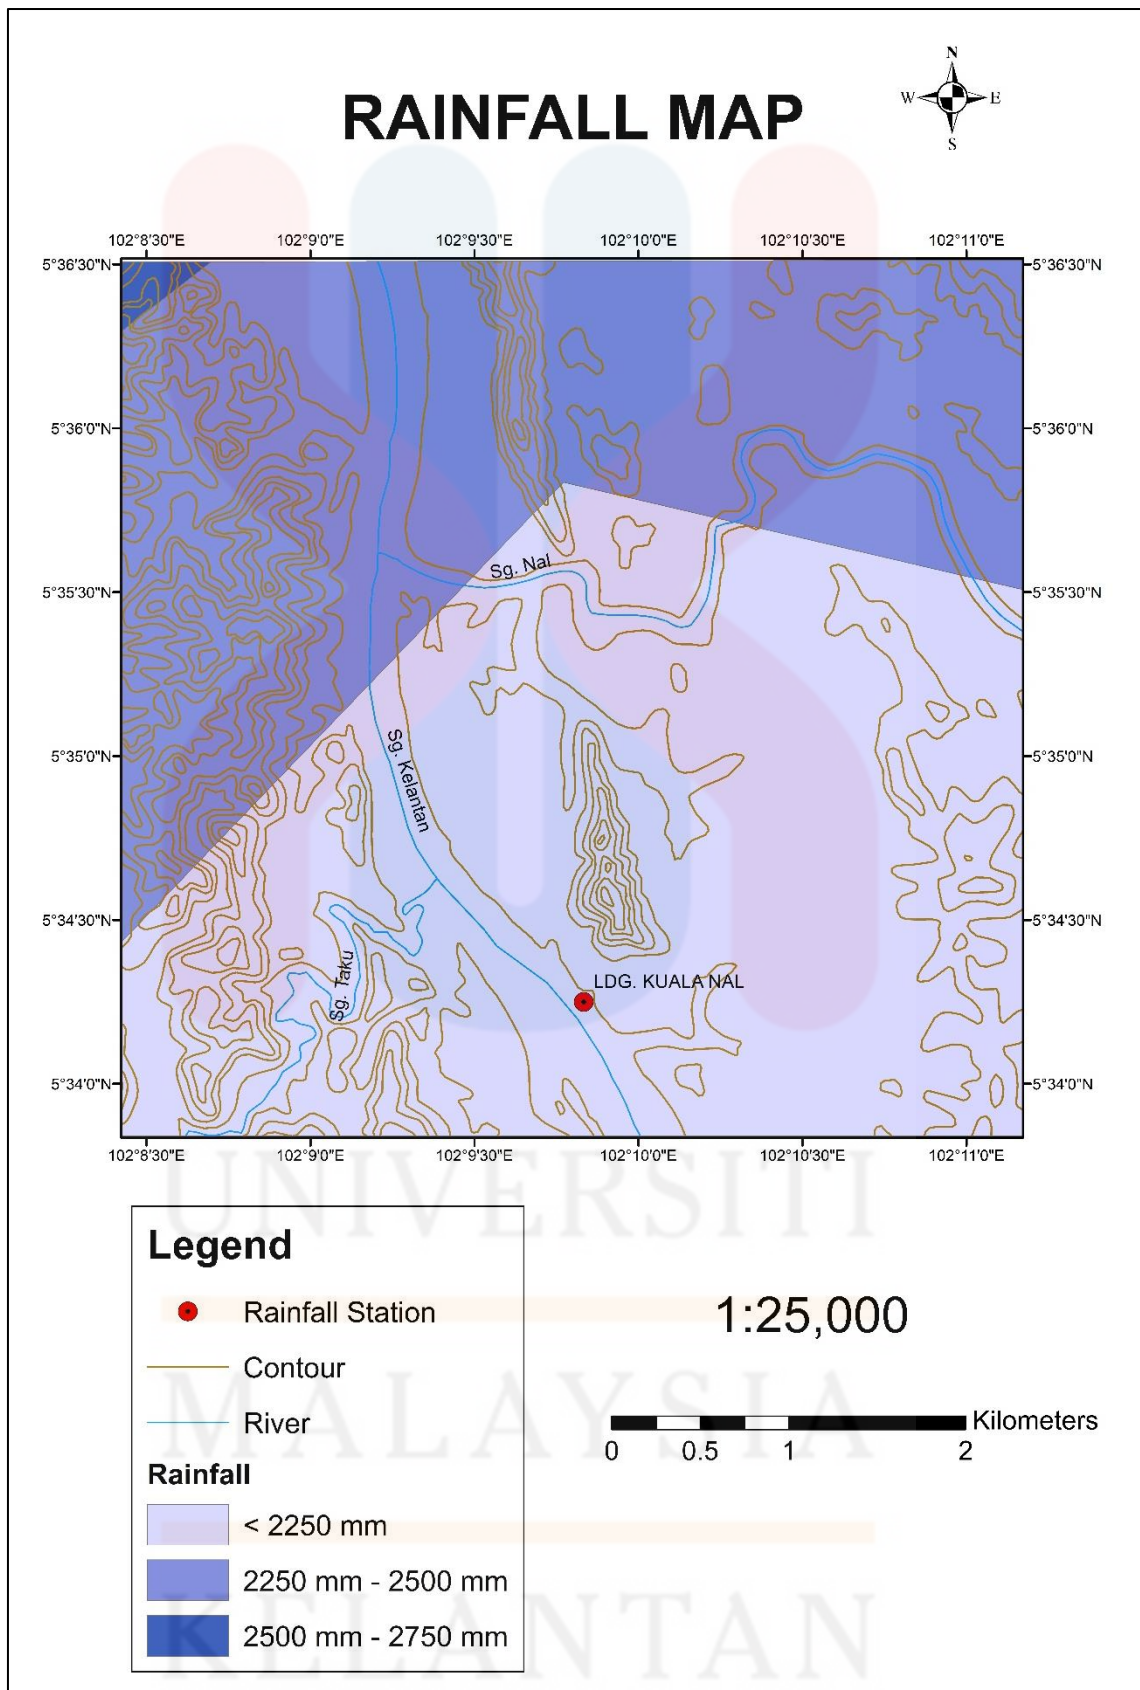 N
W E
S
RAINFALL MAP
102°8'30"E 102°9'0"E 102°9'30"E 102°10'0"E 102°10'30"E 102°11'0"E
5°36'30"N 5°36'30"N
5°36'0"N 5°36'0"N
Sg. Nal
5°35'30"N 5°35'30"N
5°35'0"N 5°35'0"N
Sg. Kelantan
5°34'30"N 5°34'30"N
Sg. Taku
LDG. KUALA NAL
5°34'0"N 5°34'0"N
102°8'30"E 102°9'0"E 102°9'30"E 102°10'0"E 102°10'30"E 102°11'0"E
UNIVERSITI
Legend
Rainfall Station
1:25,000
Contour
MALAYSIA
River
Kilometers
0 0.5 1 2
Rainfall
< 2250 mm
2250 mm - 2500 mm
KELANTAN
2500 mm - 2750 mm